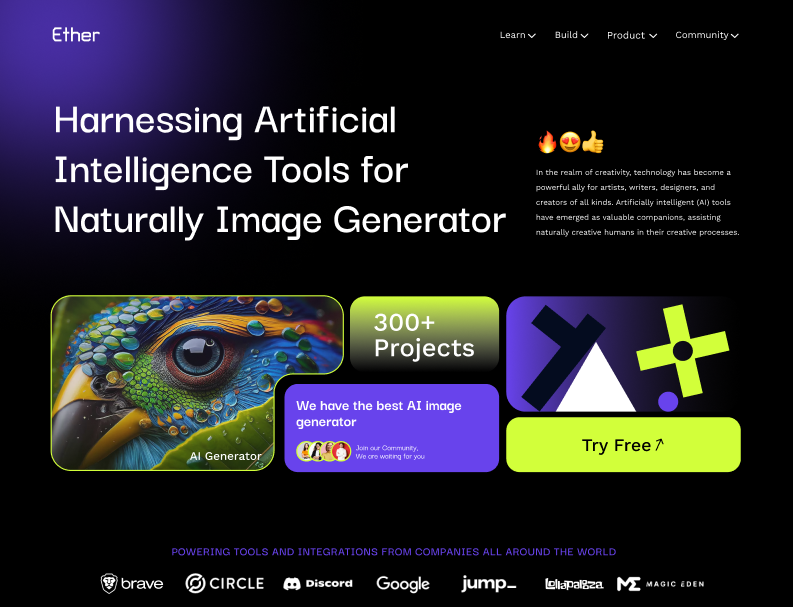 Ether
Learn
Build
Product
Community
Harnessing Artificial
Intelligence Tools for
Naturally Image Generator
In the realm of creativity, technology has become a
powerful ally for artists, writers, designers, and
creators of all kinds. Artificially intelligent (AI) tools
have emerged as valuable companions, assisting
naturally creative humans in their creative processes.
AI Generator
300+
Projects
We have the best AI image
generator
Join our Community,
We are waiting for you
Try Free
POWERING TOOLS AND INTEGRATIONS FROM COMPANIES ALL AROUND THE WORLD
brave
CIRCLE
Discord
Google
jump_
Lollapalooza
MAGIC EDEN